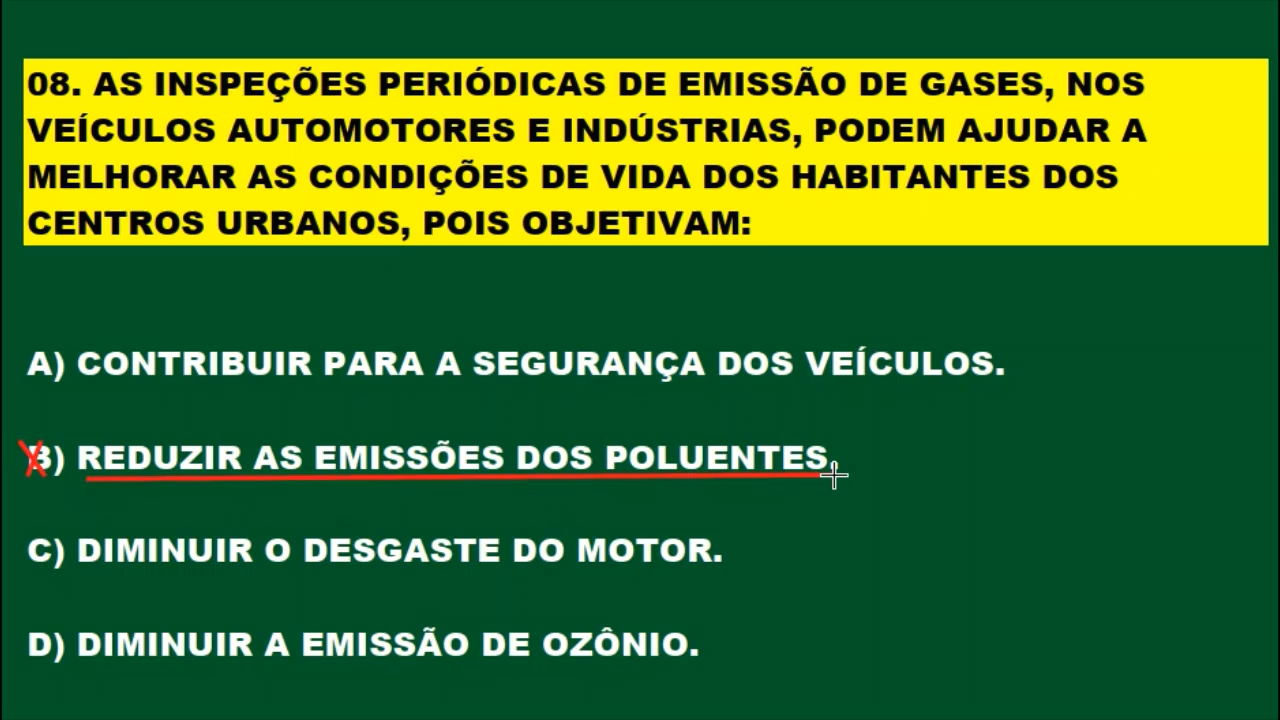 08. AS INSPEÇÕES PERIÓDICAS DE EMISSÃO DE GASES, NOS
VEÍCULOS AUTOMOTORES E INDÚSTRIAS, PODEM AJUDAR A
MELHORAR AS CONDIÇÕES DE VIDA DOS HABITANTES DOS
CENTROS URBANOS, POIS OBJETIVAM:
A) CONTRIBUIR PARA A SEGURANÇA DOS VEÍCULOS.
B) REDUZIR AS EMISSÕES DOS POLUENTES.
C) DIMINUIR O DESGASTE DO MOTOR.
D) DIMINUIR A EMISSÃO DE OZÔNIO.